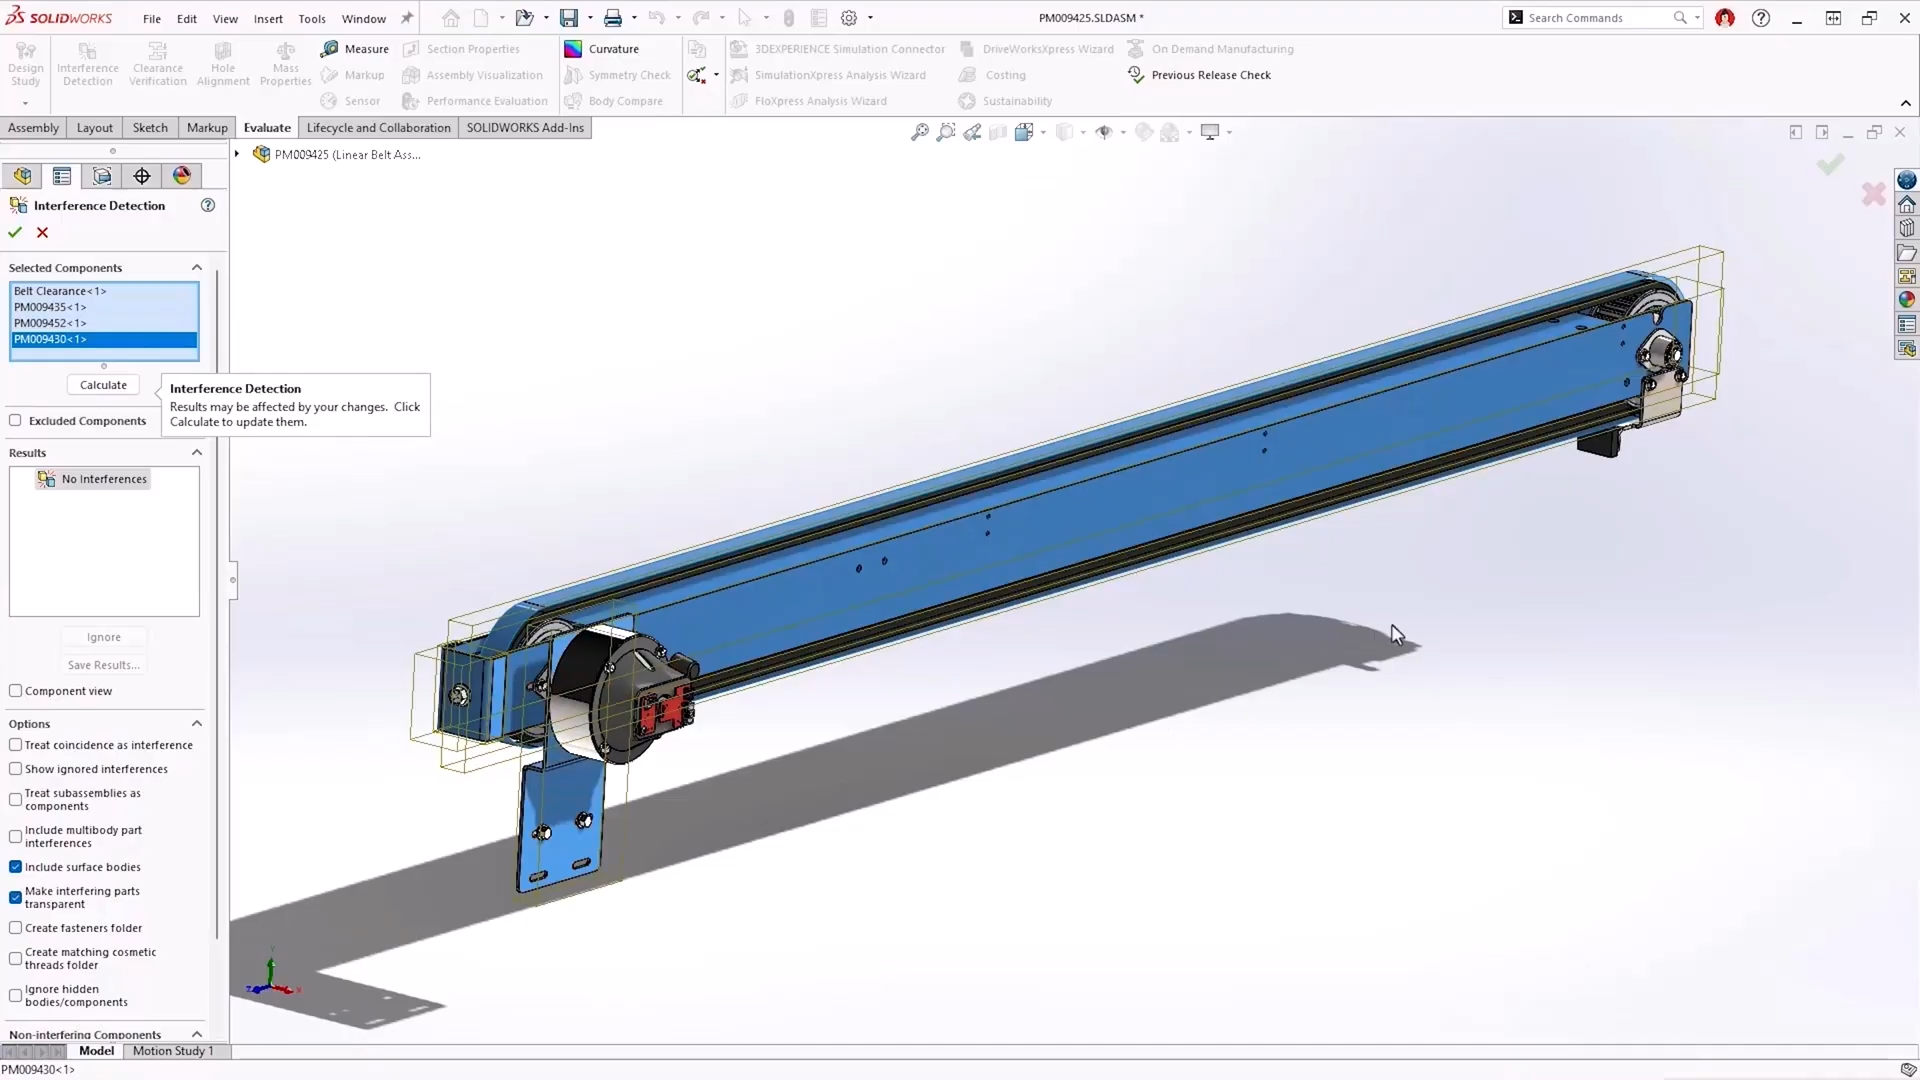 SOLIDWORKS
File Edit View Insert Tools Window
PM009425.SLDASM *
Search Commands
Design Study
Interference Detection
Clearance Verification
Hole Alignment
Mass Properties
Measure
Markup
Sensor
Section Properties
Assembly Visualization
Performance Evaluation
Curvature
Symmetry Check
Body Compare
3DEXPERIENCE Simulation Connector
SimulationXpress Analysis Wizard
FloXpress Analysis Wizard
DriveWorksXpress Wizard
Costing
Sustainability
On Demand Manufacturing
Previous Release Check
Assembly Layout Sketch Markup Evaluate Lifecycle and Collaboration SOLIDWORKS Add-Ins
PM009425 (Linear Belt Ass...
Interference Detection
Selected Components
Belt Clearance<1>
PM009435<1>
PM009452<1>
PM009430<1>
Calculate
Interference Detection
Results may be affected by your changes. Click
Calculate to update them.
Excluded Components
Results
No Interferences
Ignore
Save Results...
Component view
Options
Treat coincidence as interference
Show ignored interferences
Treat subassemblies as
components
Include multibody part
interferences
Include surface bodies
Make interfering parts
transparent
Create fasteners folder
Create matching cosmetic
threads folder
Ignore hidden
bodies/components
Non-interfering Components
Model Motion Study 1
PM009430<1>